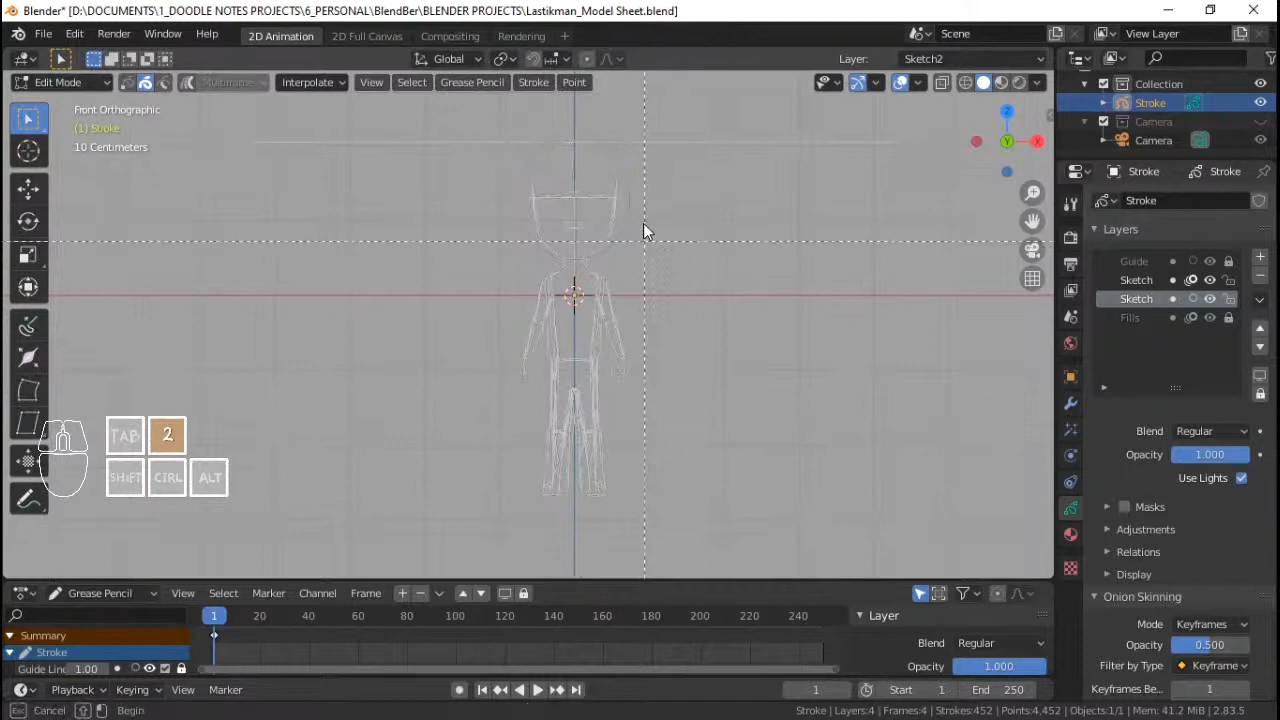 Blender* [D:\DOCUMENTS\1_DOODLE NOTES PROJECTS\6_PERSONAL\BlendBer\BLENDER PROJECTS\Lastikman_Model Sheet.blend]
File Edit Render Window Help 2D Animation 2D Full Canvas Compositing Rendering Scene View Layer
Global Layer: Sketch2
Edit Mode Multiframe Interpolate View Select Grease Pencil Stroke Point
Collection
Front Orthographic
Stroke
(1) Stroke
Camera
10 Centimeters
Z
X
Y
Camera
Stroke Stroke
Stroke
Layers
Guide
Sketch
Sketch
Fills
TAB 2
SHIFT CTRL ALT
Blend Regular
Opacity 1.000
Use Lights
Masks
Adjustments
Relations
Display
Grease Pencil View Select Marker Channel Frame
Onion Skinning
1 20 40 60 80 100 120 140 160 180 200 220 240 Layer
Mode Keyframes
Summary
Blend Regular
Opacity 0.500
Stroke
Opacity 1.000
Filter by Type Keyframe
Guide Lin 1.00
Playback Keying View Marker 1 Start 1 End 250
Keyframes Be... 1
Cancel Begin Stroke | Layers:4 | Frames:4 | Strokes:452 | Points:4,452 | Objects:1/1 | Mem: 41.2 MiB | 2.83.5